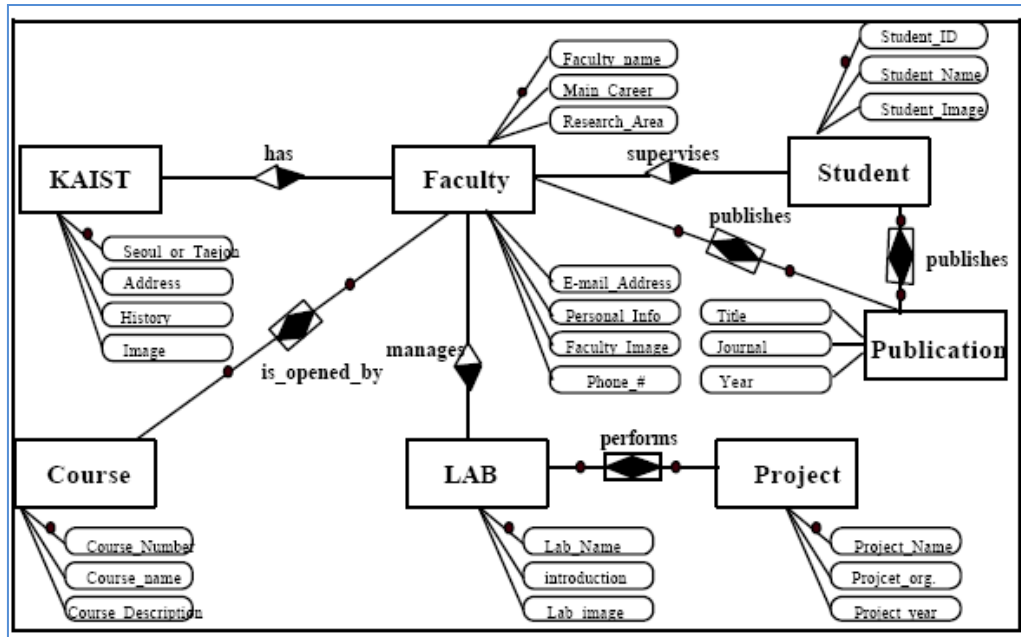 Student_ID
Student_Name
Student_Image
Faculty_name
Main_Career
Research_Area
has
supervises
KAIST
Faculty
Student
publishes
publishes
Seoul_or_Taejon
Address
History
Image
E-mail_Address
Personal_Info
Faculty_Image
Phone_#
Title
Journal
Year
Publication
manages
is_opened_by
performs
Course
LAB
Project
Course_Number
Course_name
Course_Description
Lab_Name
introduction
Lab_image
Project_Name
Projcet_org.
Project_year